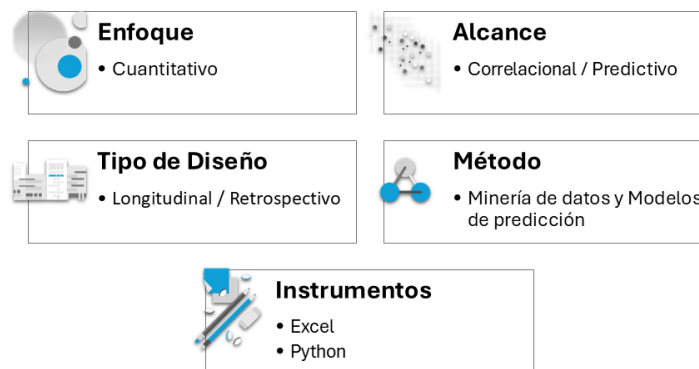 Enfoque
• Cuantitativo
Alcance
• Correlacional / Predictivo
Tipo de Diseño
• Longitudinal / Retrospectivo
Método
• Minería de datos y Modelos
de predicción
Instrumentos
• Excel
• Python